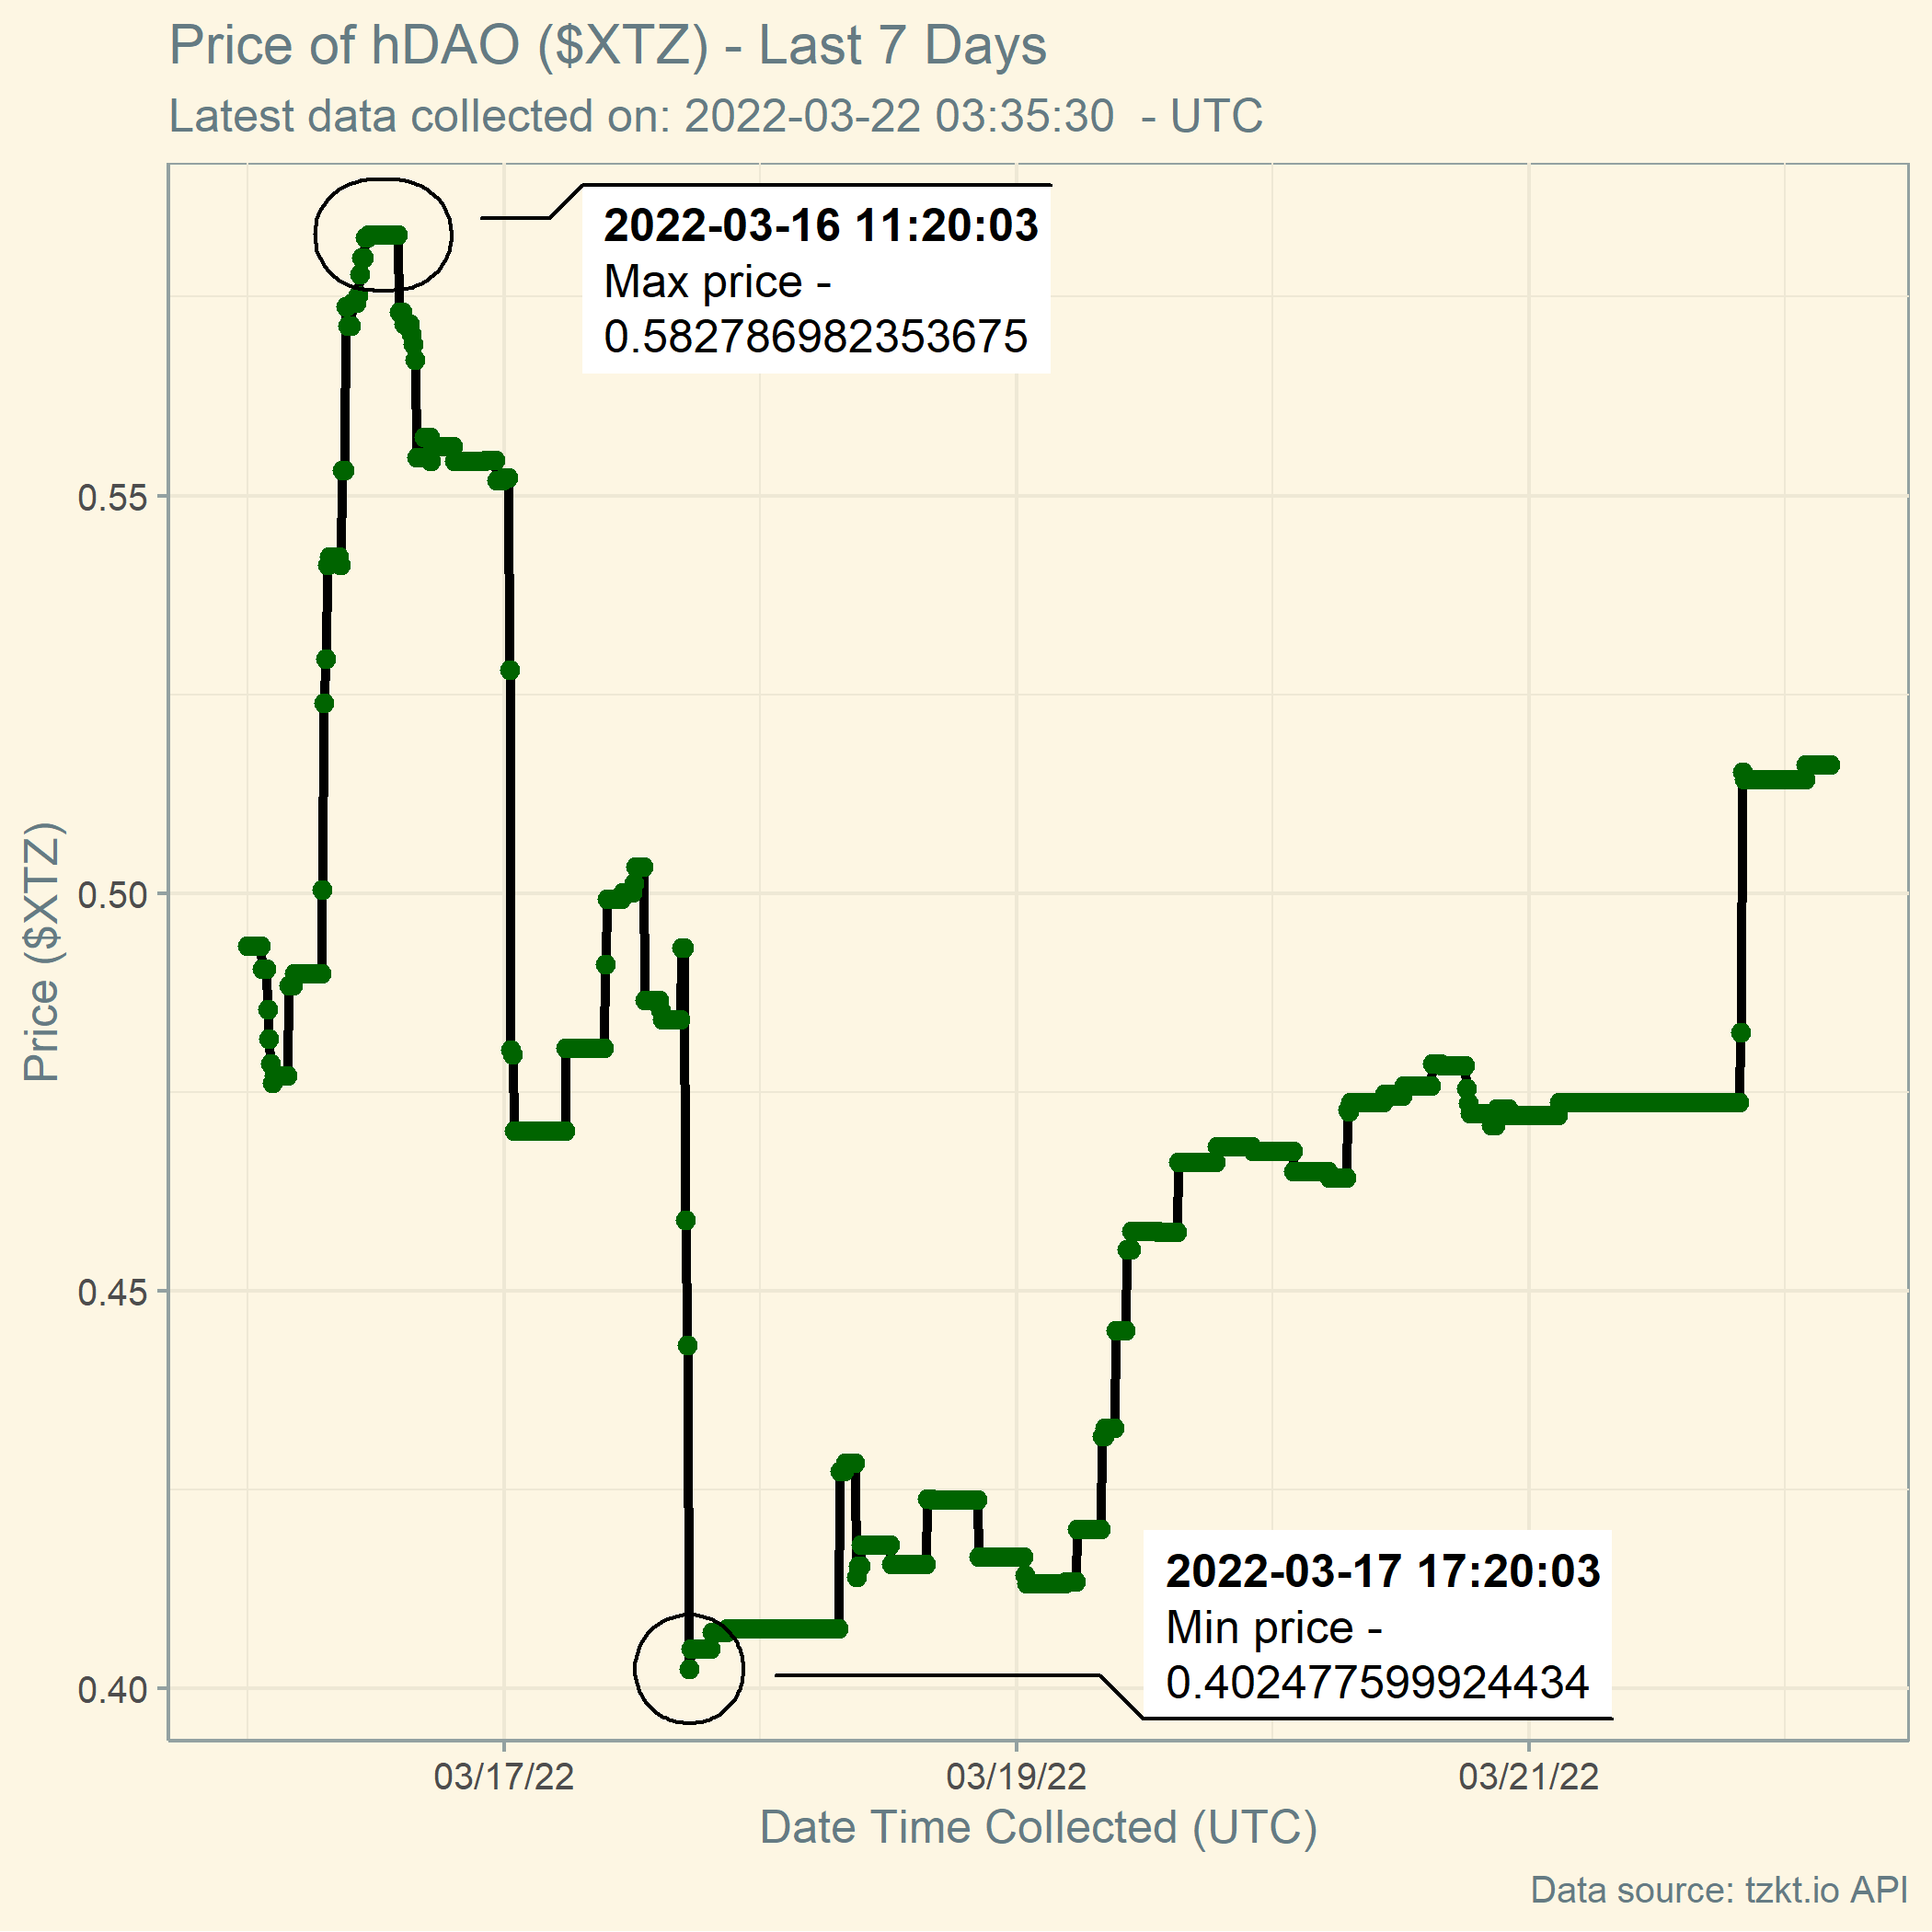 Price of hDAO ($XTZ) - Last 7 Days
Latest data collected on: 2022-03-22 03:35:30  - UTC
2022-03-16 11:20:03
Max price -
0.582786982353675
0.55
0.50
0.45
0.40
Price ($XTZ)
2022-03-17 17:20:03
Min price -
0.402477599924434
03/17/22
03/19/22
03/21/22
Date Time Collected (UTC)
Data source: tzkt.io API